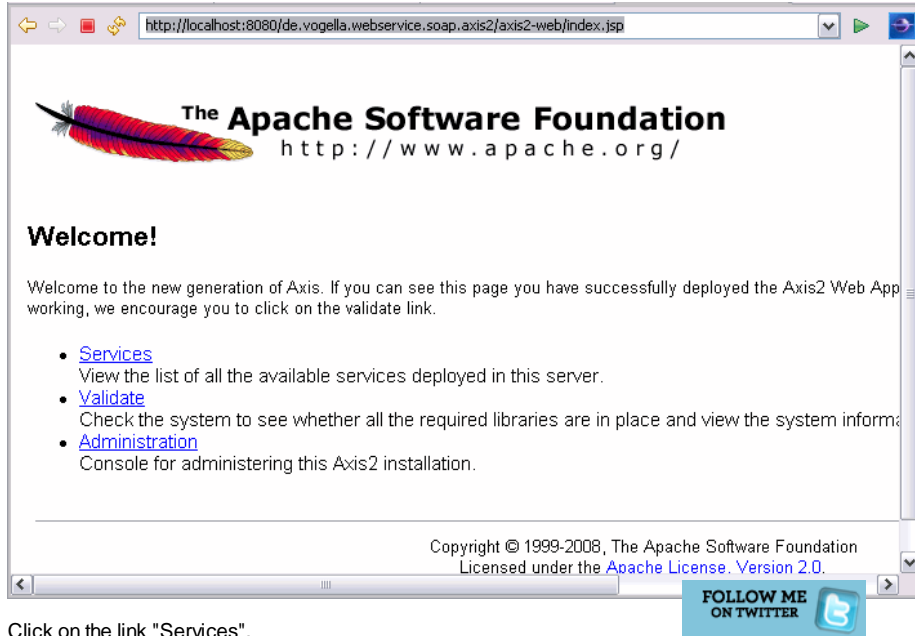 http://localhost:8080/de.vogella.webservice.soap.axis2/axis2-web/index.jsp
The Apache Software Foundation
http://www.apache.org/
Welcome!
Welcome to the new generation of Axis. If you can see this page you have successfully deployed the Axis2 Web App
working, we encourage you to click on the validate link.
Services
View the list of all the available services deployed in this server.
Validate
Check the system to see whether all the required libraries are in place and view the system informa
Administration
Console for administering this Axis2 installation.
Copyright © 1999-2008, The Apache Software Foundation
Licensed under the Apache License, Version 2.0.
FOLLOW ME
ON TWITTER
Click on the link "Services".